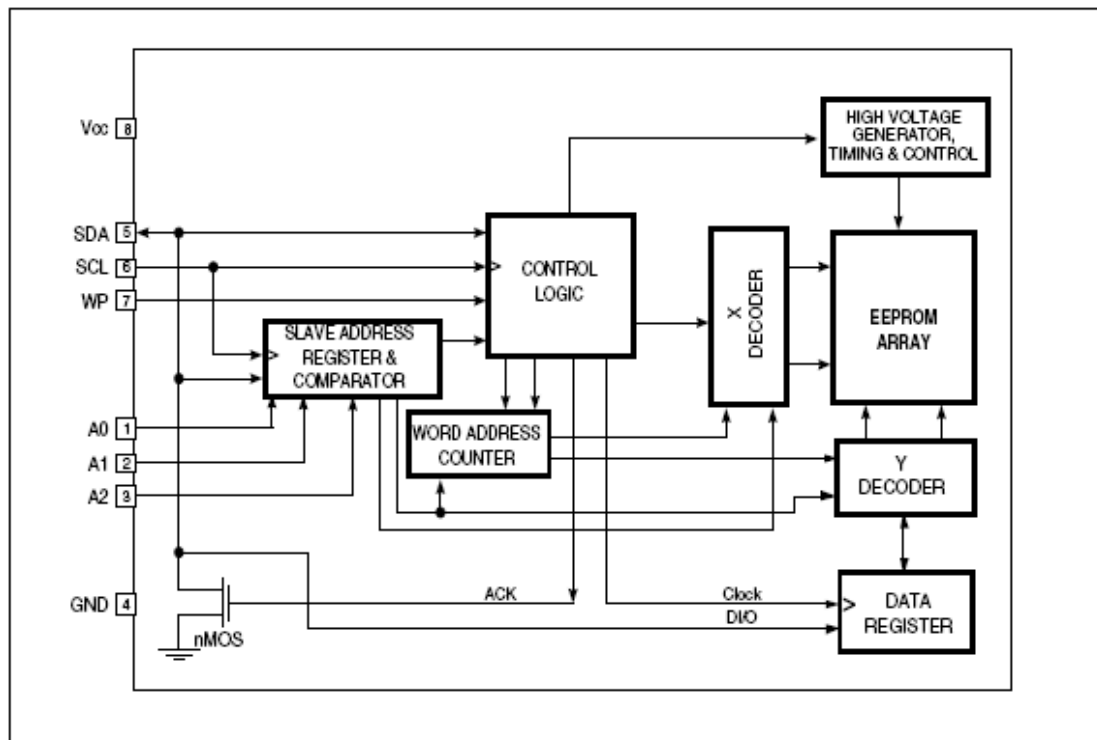 HIGH VOLTAGE
GENERATOR,
TIMING & CONTROL
Vcc 8
SDA 5
SCL 6
WP 7
CONTROL
LOGIC
X
DECODER
EEPROM
ARRAY
SLAVE ADDRESS
REGISTER &
COMPARATOR
A0 1
A1 2
A2 3
WORD ADDRESS
COUNTER
Y
DECODER
GND 4
nMOS
ACK
Clock
DI/O
DATA
REGISTER